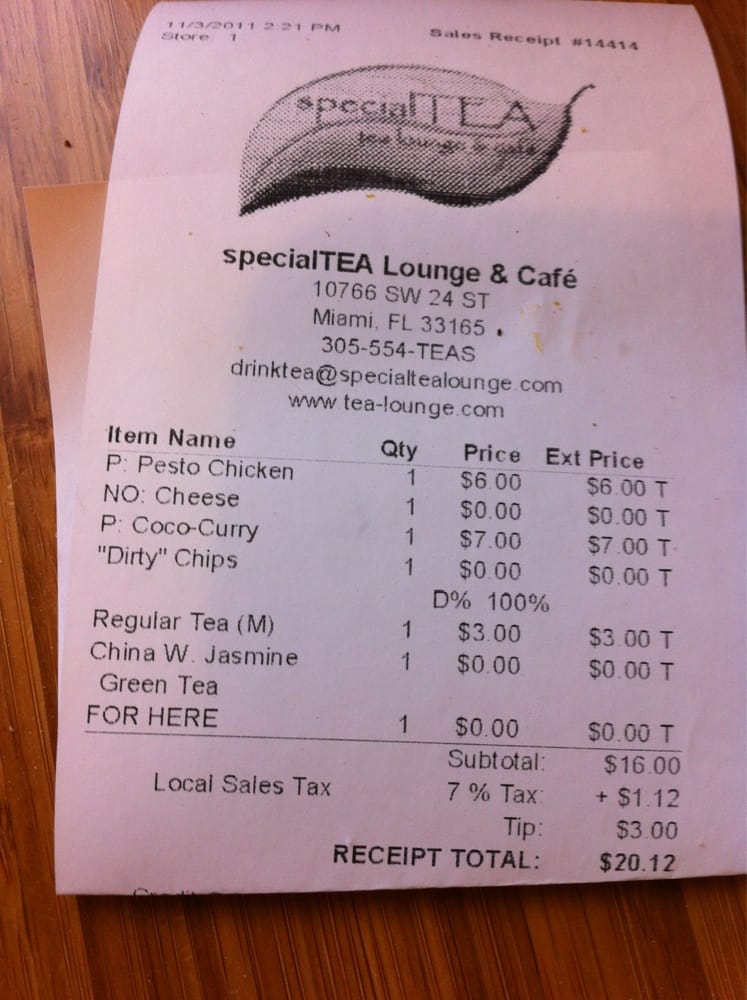 11/3/2011 2:21 PM
Store: 1
Sales Receipt #14414
specialTEA
tea lounge & café
specialTEA Lounge & Café
10766 SW 24 ST
Miami, FL 33165
305-554-TEAS
drinktea@specialtealounge.com
www.tea-lounge.com
Item Name Qty Price Ext Price
P: Pesto Chicken 1 $6.00 $6.00 T
NO: Cheese 1 $0.00 $0.00 T
P: Coco-Curry 1 $7.00 $7.00 T
"Dirty" Chips 1 $0.00 $0.00 T
D% 100%
Regular Tea (M) 1 $3.00 $3.00 T
China W. Jasmine 1 $0.00 $0.00 T
Green Tea
FOR HERE 1 $0.00 $0.00 T
Subtotal: $16.00
Local Sales Tax 7 % Tax: + $1.12
Tip: $3.00
RECEIPT TOTAL: $20.12